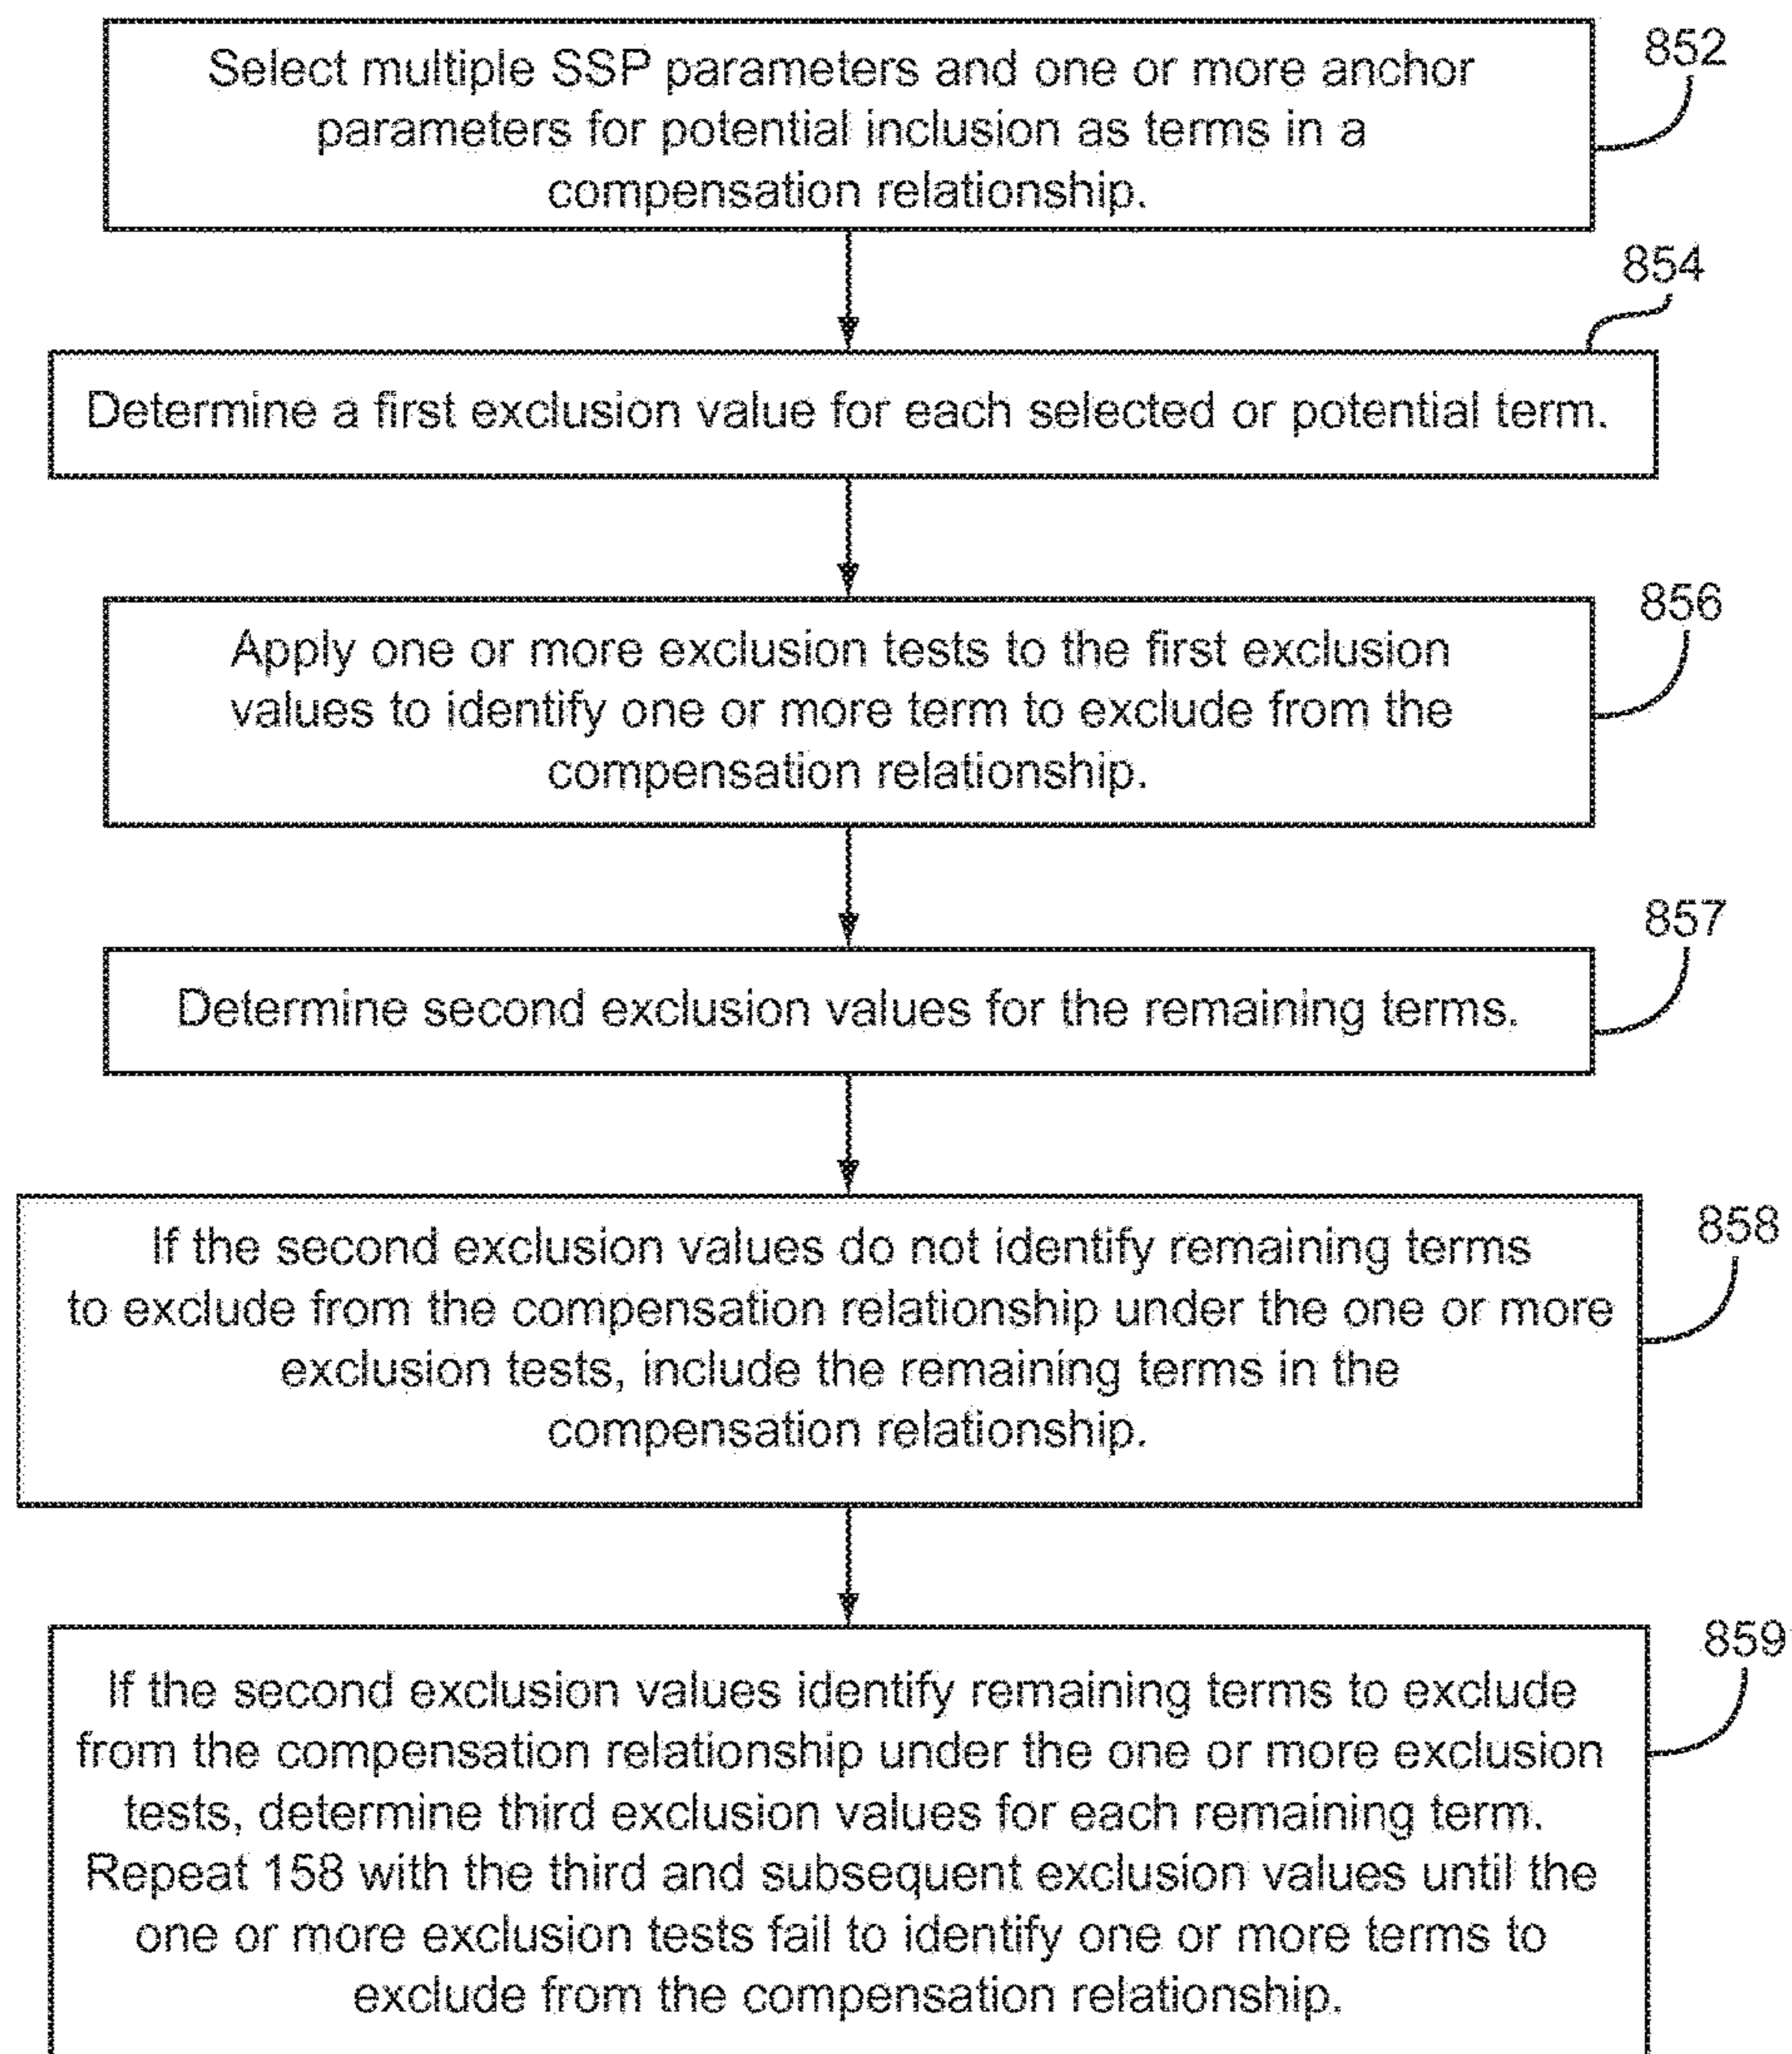 Select multiple SSP parameters and one or more anchor
parameters for potential inclusion as terms in a
compensation relationship.
852
854
Determine a first exclusion value for each selected or potential term.
856
Apply one or more exclusion tests to the first exclusion
values to identify one or more term to exclude from the
compensation relationship.
857
Determine second exclusion values for the remaining terms.
858
If the second exclusion values do not identify remaining terms
to exclude from the compensation relationship under the one or more
exclusion tests, include the remaining terms in the
compensation relationship.
859
If the second exclusion values identify remaining terms to exclude
from the compensation relationship under the one or more exclusion
tests, determine third exclusion values for each remaining term.
Repeat 158 with the third and subsequent exclusion values until the
one or more exclusion tests fail to identify one or more terms to
exclude from the compensation relationship.